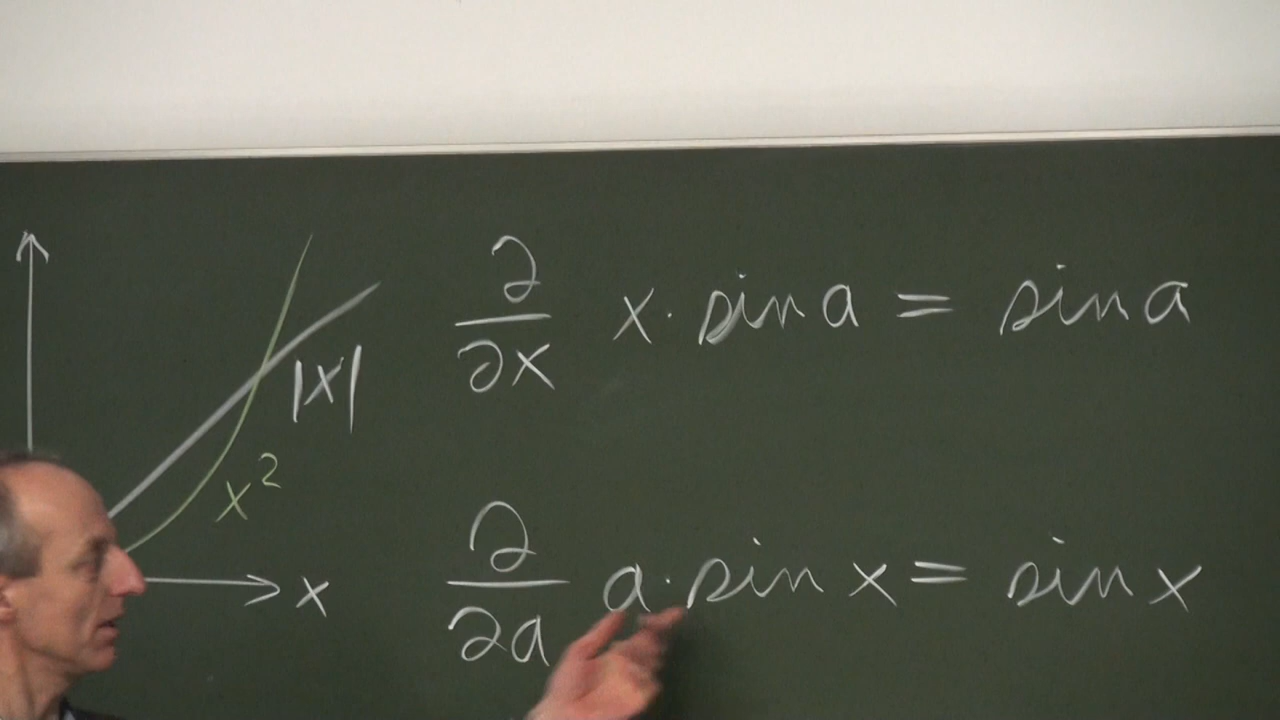 |x|
x²
x
∂/∂x x · sin a = sin a
∂/∂a a · sin x = sin x